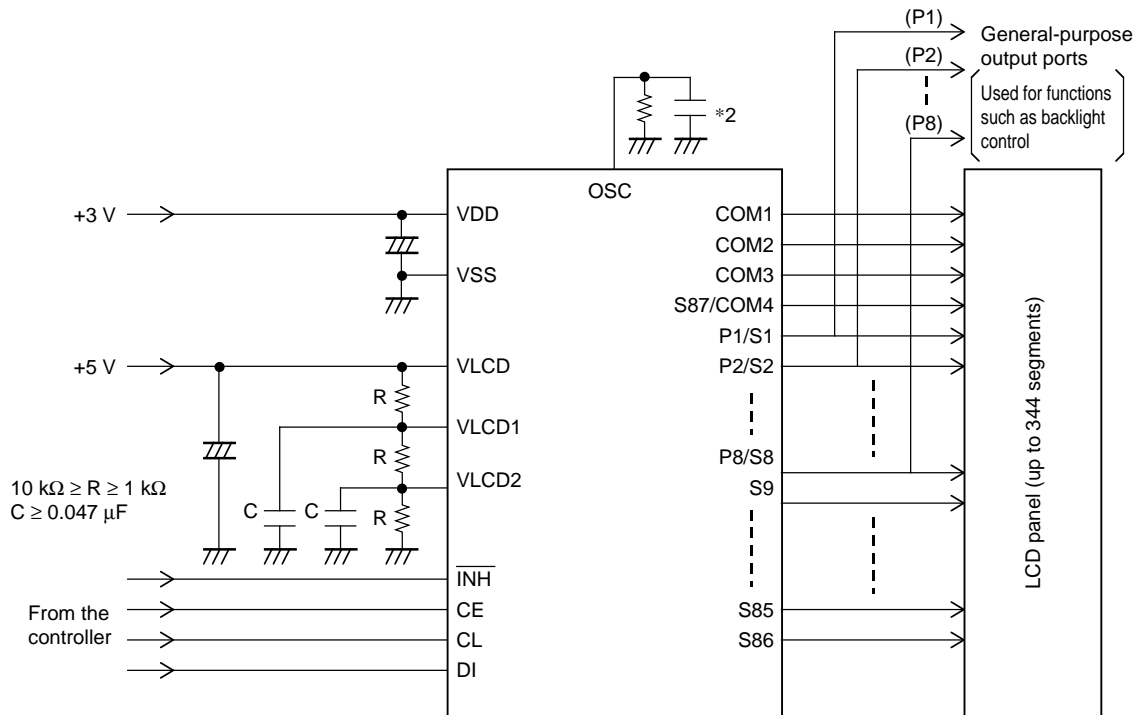 (P1)
General-purpose
output ports
(P2)
Used for functions
such as backlight
control
(P8)
*2
OSC
+3 V
VDD
VSS
+5 V
VLCD
R
VLCD1
R
VLCD2
R
C
C
10 kΩ ≥ R ≥ 1 kΩ
C ≥ 0.047 μF
INH
CE
CL
DI
From the
controller
COM1
COM2
COM3
S87/COM4
P1/S1
P2/S2
P8/S8
S9
S85
S86
LCD panel (up to 344 segments)